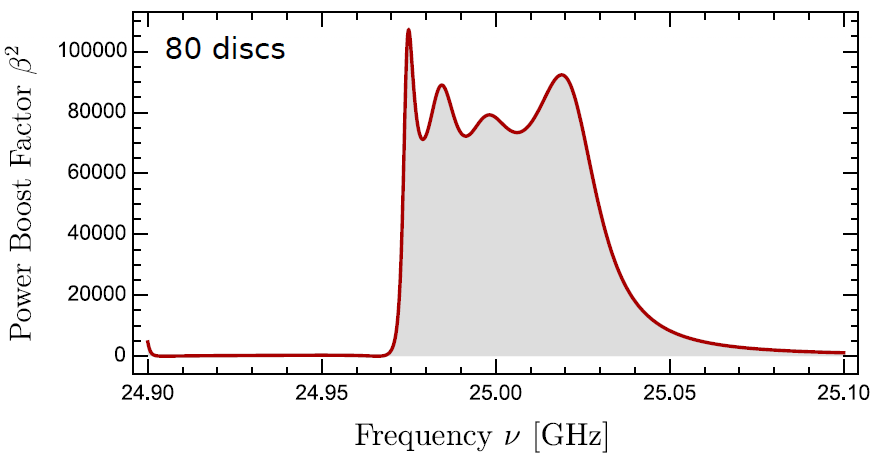 80 discs
Power Boost Factor β²
100000
80000
60000
40000
20000
0
24.90 24.95 25.00 25.05 25.10
Frequency ν [GHz]